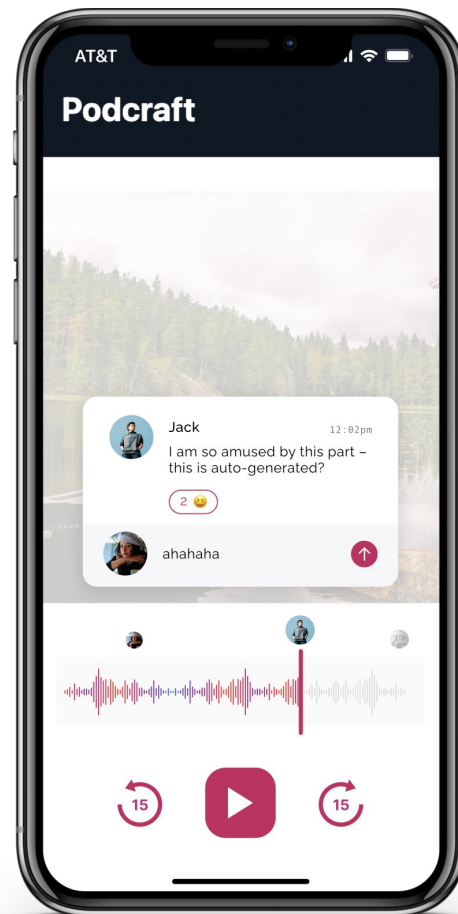 AT&T
Podcraft
Jack
12:02pm
I am so amused by this part –
this is auto-generated?
2 😆
ahahaha
15
15